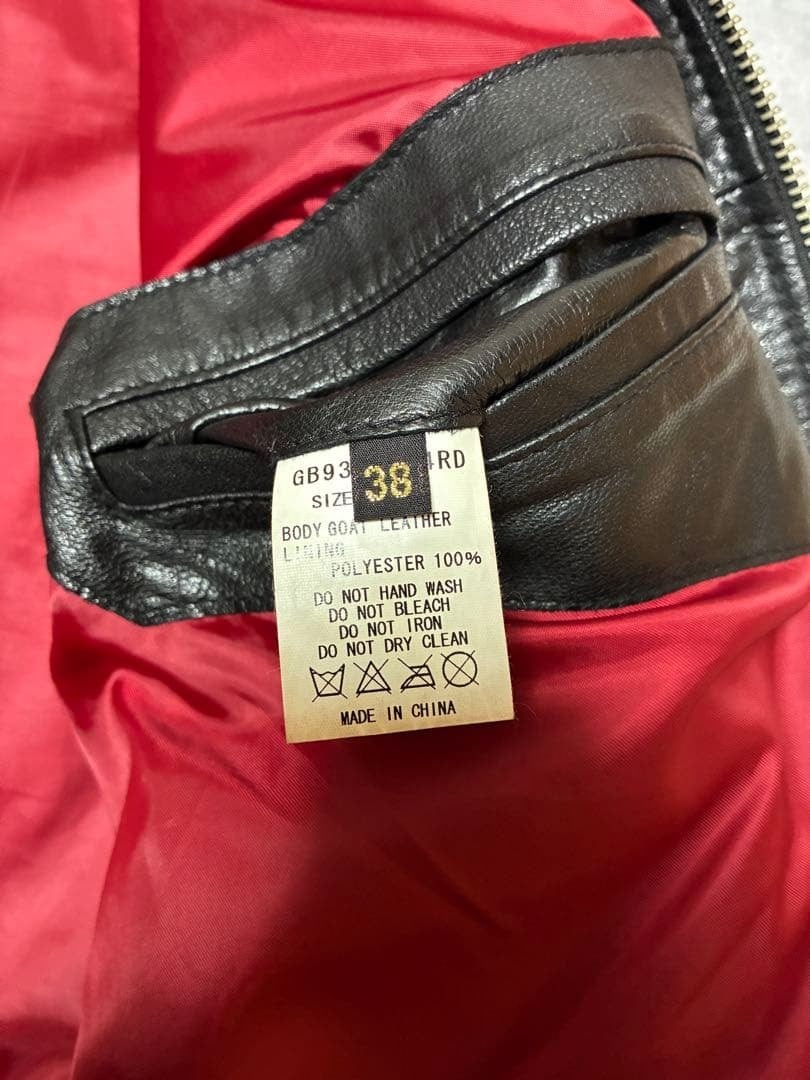 GB93 4RD
SIZE 38
BODY GOAT LEATHER
LINING
POLYESTER 100%
DO NOT HAND WASH
DO NOT BLEACH
DO NOT IRON
DO NOT DRY CLEAN
MADE IN CHINA